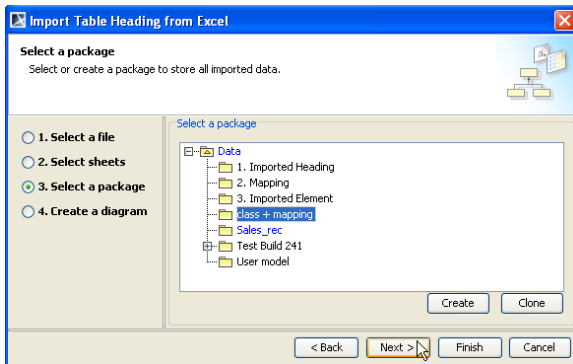 Import Table Heading from Excel
Select a package
Select or create a package to store all imported data.
1. Select a file
2. Select sheets
3. Select a package
4. Create a diagram
Select a package
Data
1. Imported Heading
2. Mapping
3. Imported Element
class + mapping
Sales_rec
Test Build 241
User model
Create Clone
< Back Next > Finish Cancel